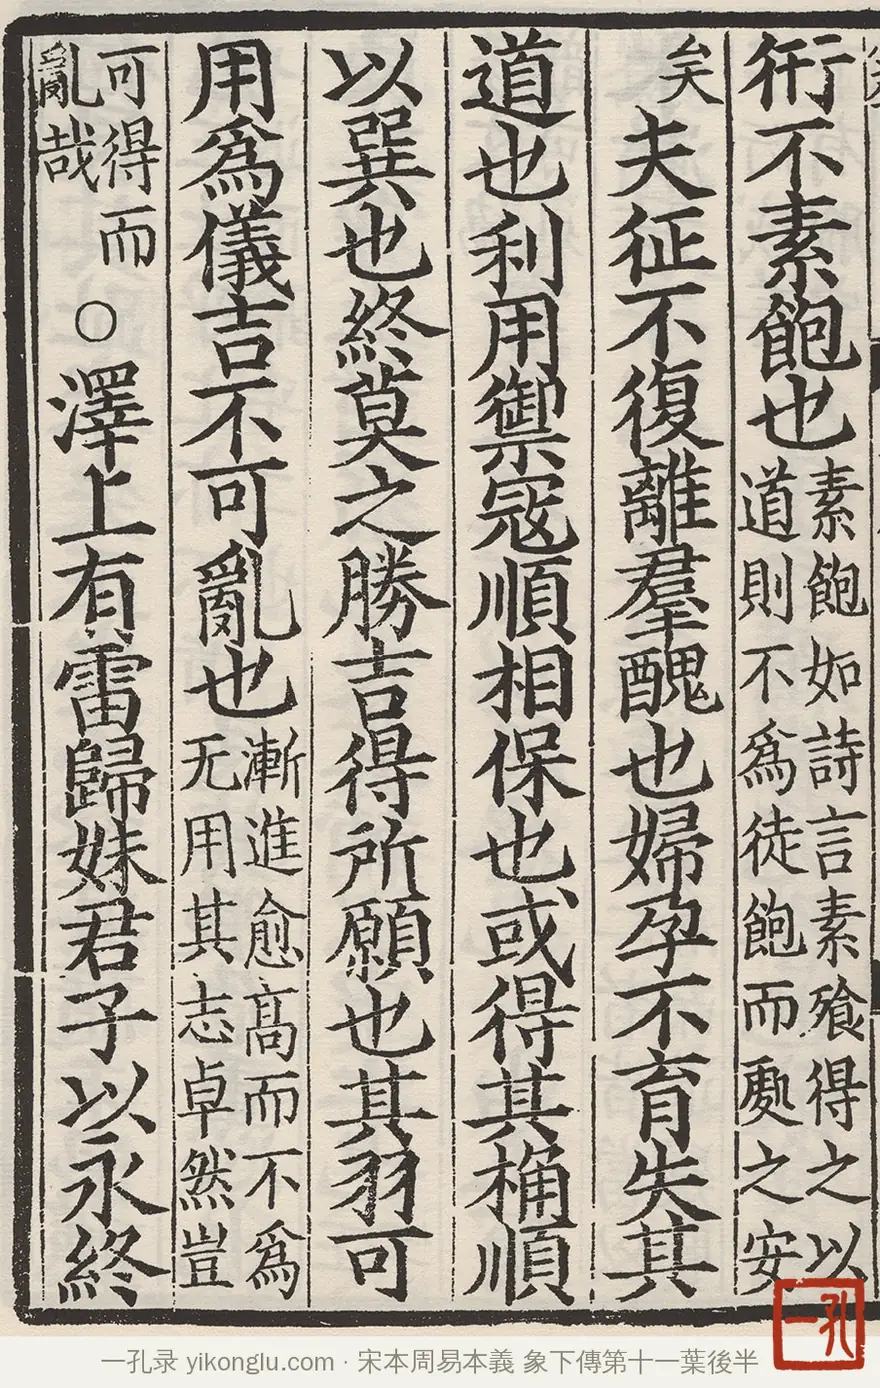 衎不素飽也
素飱如詩言素飱得之以
道則不爲徒飽而處之安
矣
夫征不復離羣醜也婦孕不育失其
道也利用禦寇順相保也或得其桷順
以巽也終莫之勝吉得所願也其羽可
用爲儀吉不可亂也
漸進愈髙而不爲
无用其志卓然豈
可得而
亂哉
○澤上有雷歸妹君子以永終
一孔
一孔录 yikonglu.com · 宋本周易本義 象下傳第十一葉後半